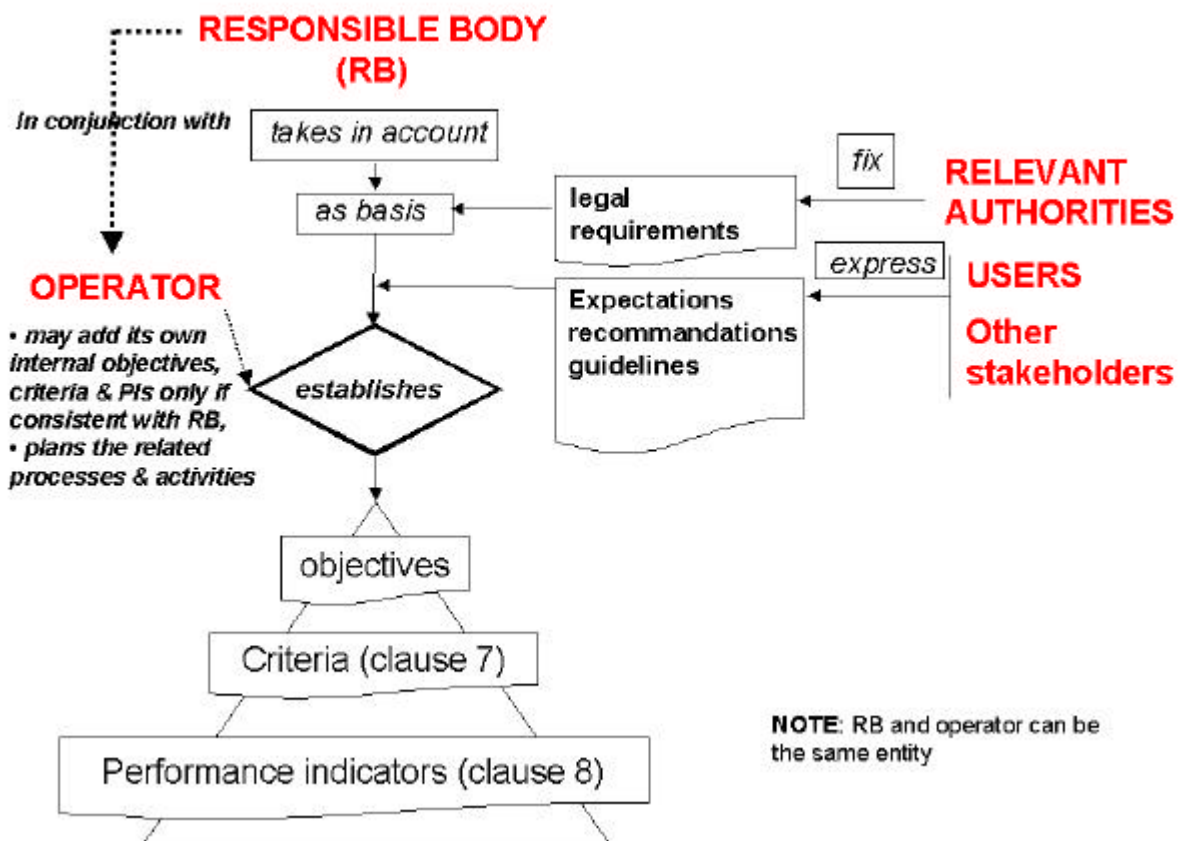 RESPONSIBLE BODY
(RB)
In conjunction with
takes in account
fix
as basis
legal
requirements
RELEVANT
AUTHORITIES
express
OPERATOR
USERS
Expectations
recommandations
guidelines
Other
stakeholders
• may add its own
internal objectives,
criteria & PIs only if
consistent with RB,
• plans the related
processes & activities
establishes
objectives
Criteria (clause 7)
NOTE: RB and operator can be
the same entity
Performance indicators (clause 8)